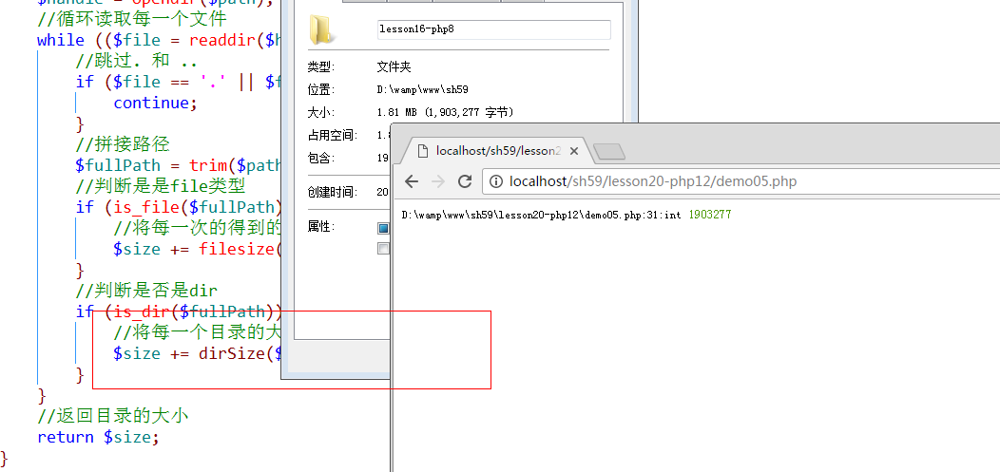 $handle = opendir($path);
//循环读取每一个文件
while (($file = readdir($h
//跳过. 和 ..
if ($file == '.' || $f
continue;
}
//拼接路径
$fullPath = trim($path
//判断是是file类型
if (is_file($fullPath)
//将每一次的得到的
$size += filesize(
}
//判断是否是dir
if (is_dir($fullPath))
//将每一个目录的大
$size += dirSize($
}
}
//返回目录的大小
return $size;
}
lesson16-php8
类型: 文件夹
位置: D:\wamp\www\sh59
大小: 1.81 MB (1,903,277 字节)
占用空间: 1.8
包含: 19
创建时间: 20
属性:
localhost/sh59/lesson2
localhost/sh59/lesson20-php12/demo05.php
D:\wamp\www\sh59\lesson20-php12\demo05.php:31:int 1903277